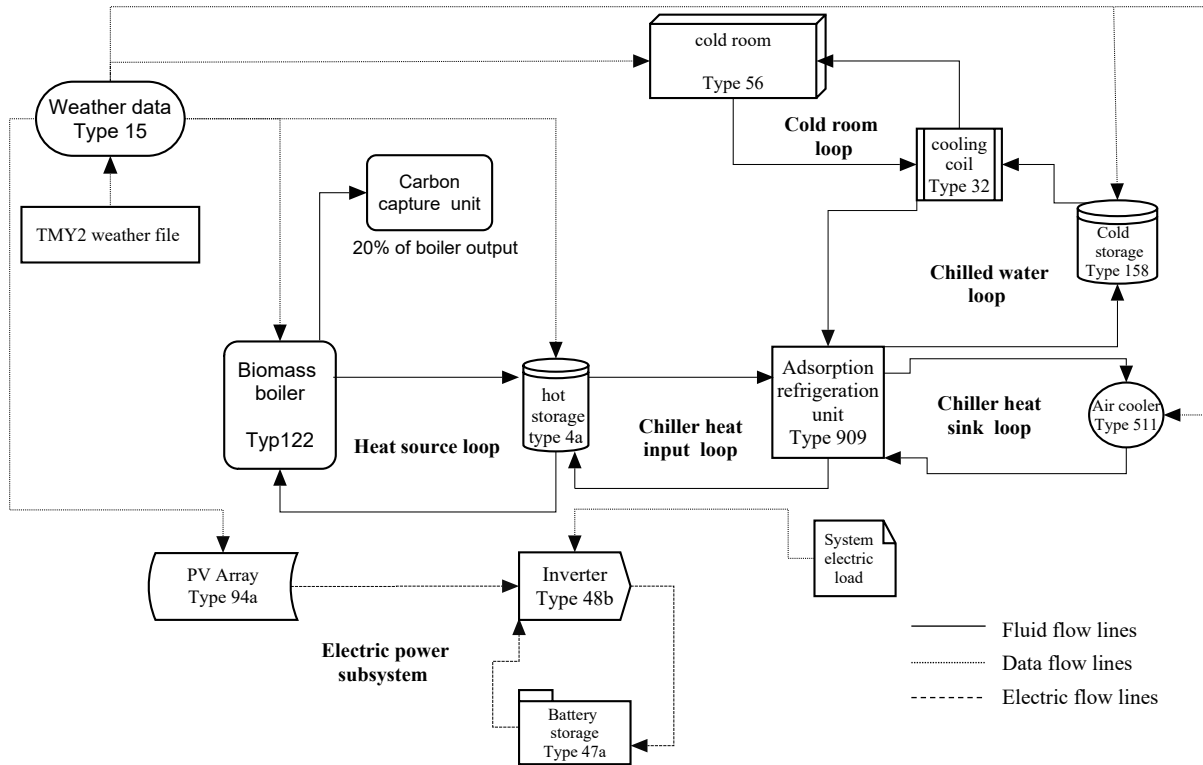 cold room
Type 56
Weather data
Type 15
Cold room
loop
cooling
coil
Type 32
Carbon
capture unit
TMY2 weather file
20% of boiler output
Cold
storage
Type 158
Chilled water
loop
Biomass
boiler
Typ122
Heat source loop
hot
storage
type 4a
Chiller heat
input loop
Adsorption
refrigeration
unit
Type 909
Chiller heat
sink loop
Air cooler
Type 511
PV Array
Type 94a
Inverter
Type 48b
System
electric
load
Electric power
subsystem
Battery
storage
Type 47a
Fluid flow lines
Data flow lines
Electric flow lines